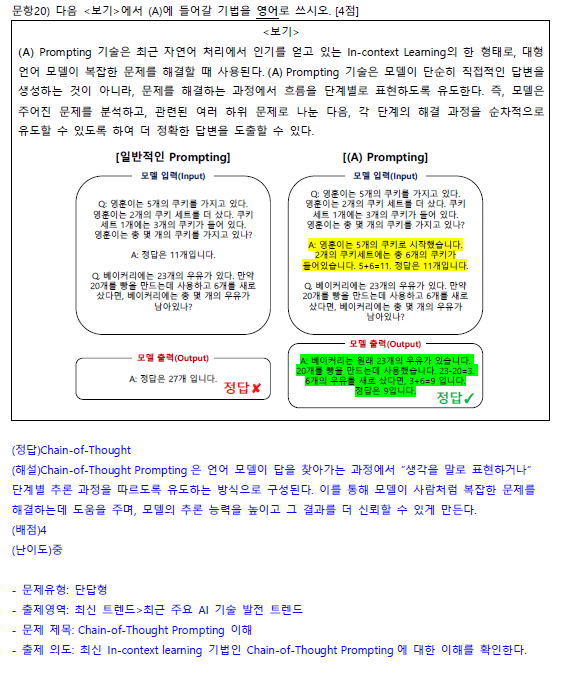 문항20) 다음 <보기>에서 (A)에 들어갈 기법을 영어로 쓰시오. [4점]
<보기>
(A) Prompting 기술은 최근 자연어 처리에서 인기를 얻고 있는 In-context Learning의 한 형태로, 대형
언어 모델이 복잡한 문제를 해결할 때 사용된다. (A) Prompting 기술은 모델이 단순히 직접적인 답변을
생성하는 것이 아니라, 문제를 해결하는 과정에서 흐름을 단계별로 표현하도록 유도한다. 즉, 모델은
주어진 문제를 분석하고, 관련된 여러 하위 문제로 나눈 다음, 각 단계의 해결 과정을 순차적으로
유도할 수 있도록 하여 더 정확한 답변을 도출할 수 있다.
[일반적인 Prompting]
모델 입력(Input)
Q: 영훈이는 5개의 쿠키를 가지고 있다.
영훈이는 2개의 쿠키 세트를 더 샀다. 쿠키
세트 1개에는 3개의 쿠키가 들어 있다.
영훈이는 총 몇 개의 쿠키를 가지고 있나?
A: 정답은 11개입니다.
Q. 베이커리에는 23개의 우유가 있다. 만약
20개를 빵을 만드는데 사용하고 6개를 새로
샀다면, 베이커리에는 총 몇 개의 우유가
남아있나?
모델 출력(Output)
A: 정답은 27개 입니다.
정답✘
[(A) Prompting]
모델 입력(Input)
Q: 영훈이는 5개의 쿠키를 가지고 있다.
영훈이는 2개의 쿠키 세트를 더 샀다. 쿠키
세트 1개에는 3개의 쿠키가 들어 있다.
영훈이는 총 몇 개의 쿠키를 가지고 있나?
A: 영훈이는 5개의 쿠키로 시작했습니다.
2개의 쿠키세트에는 총 6개의 쿠키가
들어있습니다. 5+6=11. 정답은 11개입니다.
Q: 베이커리에는 23개의 우유가 있다. 만약
20개를 빵을 만드는데 사용하고 6개를 새로
샀다면, 베이커리에는 총 몇 개의 우유가
남아있나?
모델 출력(Output)
A: 베이커리는 원래 23개의 우유가 있습니다.
20개를 빵을 만드는데 사용했습니다. 23-20=3.
6개의 우유를 새로 샀다면, 3+6=9 입니다.
정답은 9입니다.
정답✓
(정답)Chain-of-Thought
(해설)Chain-of-Thought Prompting 은 언어 모델이 답을 찾아가는 과정에서 "생각을 말로 표현하거나"
단계별 추론 과정을 따르도록 유도하는 방식으로 구성된다. 이를 통해 모델이 사람처럼 복잡한 문제를
해결하는데 도움을 주며, 모델의 추론 능력을 높이고 그 결과를 더 신뢰할 수 있게 만든다.
(배점)4
(난이도)중
- 문제유형: 단답형
- 출제영역: 최신 트렌드>최근 주요 AI 기술 발전 트렌드
- 문제 제목: Chain-of-Thought Prompting 이해
- 출제 의도: 최신 In-context learning 기법인 Chain-of-Thought Prompting 에 대한 이해를 확인한다.